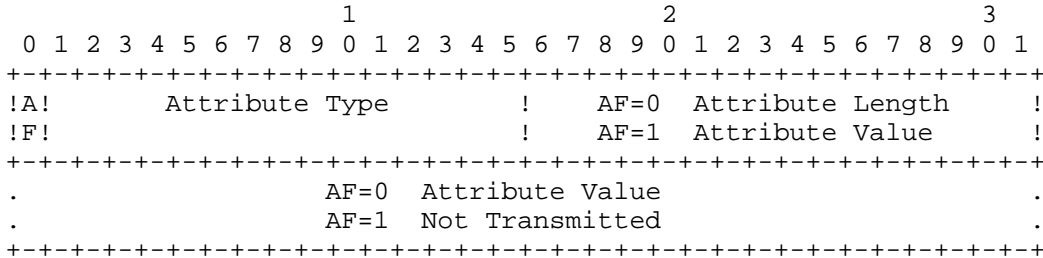 1                   2                   3
 0 1 2 3 4 5 6 7 8 9 0 1 2 3 4 5 6 7 8 9 0 1 2 3 4 5 6 7 8 9 0 1
+-+-+-+-+-+-+-+-+-+-+-+-+-+-+-+-+-+-+-+-+-+-+-+-+-+-+-+-+-+-+-+-+
!A!       Attribute Type        !    AF=0  Attribute Length     !
!F!                             !    AF=1  Attribute Value      !
+-+-+-+-+-+-+-+-+-+-+-+-+-+-+-+-+-+-+-+-+-+-+-+-+-+-+-+-+-+-+-+-+
.                   AF=0  Attribute Value                       .
.                   AF=1  Not Transmitted                       .
+-+-+-+-+-+-+-+-+-+-+-+-+-+-+-+-+-+-+-+-+-+-+-+-+-+-+-+-+-+-+-+-+